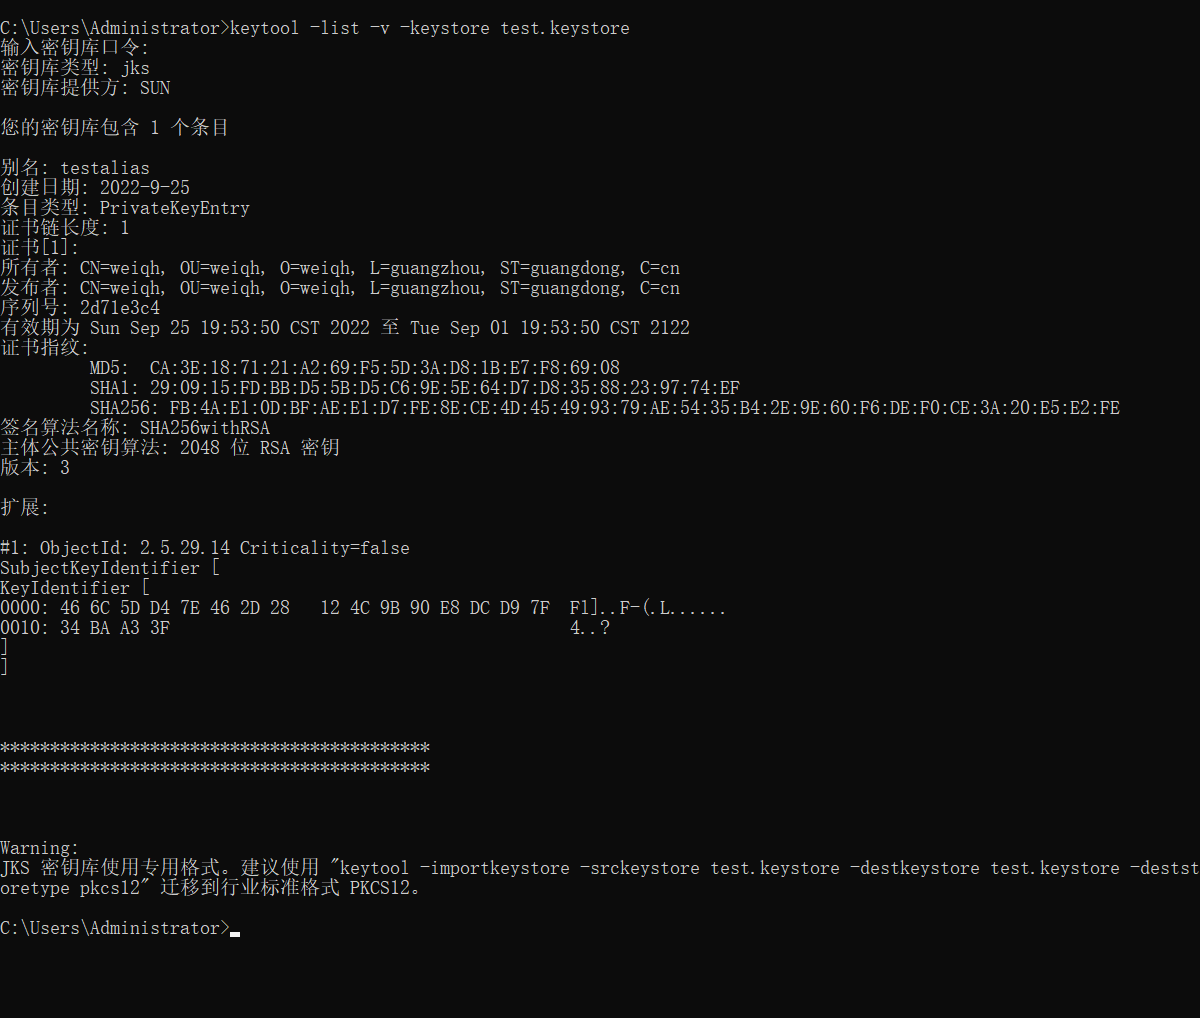 C:\Users\Administrator>keytool -list -v -keystore test.keystore
输入密钥库口令:
密钥库类型: jks
密钥库提供方: SUN
您的密钥库包含 1 个条目
别名: testalias
创建日期: 2022-9-25
条目类型: PrivateKeyEntry
证书链长度: 1
证书[1]:
所有者: CN=weiqh, OU=weiqh, O=weiqh, L=guangzhou, ST=guangdong, C=cn
发布者: CN=weiqh, OU=weiqh, O=weiqh, L=guangzhou, ST=guangdong, C=cn
序列号: 2d71e3c4
有效期为 Sun Sep 25 19:53:50 CST 2022 至 Tue Sep 01 19:53:50 CST 2122
证书指纹:
MD5:  CA:3E:18:71:21:A2:69:F5:5D:3A:D8:1B:E7:F8:69:08
SHA1: 29:09:15:FD:BB:D5:5B:D5:C6:9E:5E:64:D7:D8:35:88:23:97:74:EF
SHA256: FB:4A:E1:0D:BF:AE:E1:D7:FE:8E:CE:4D:45:49:93:79:AE:54:35:B4:2E:9E:60:F6:DE:F0:CE:3A:20:E5:E2:FE
签名算法名称: SHA256withRSA
主体公共密钥算法: 2048 位 RSA 密钥
版本: 3
扩展:
#1: ObjectId: 2.5.29.14 Criticality=false
SubjectKeyIdentifier [
KeyIdentifier [
0000: 46 6C 5D D4 7E 46 2D 28   12 4C 9B 90 E8 DC D9 7F  Fl]..F-(.L......
0010: 34 BA A3 3F                                        4..?
]
]
*******************************************
*******************************************
Warning:
JKS 密钥库使用专用格式。建议使用 "keytool -importkeystore -srckeystore test.keystore -destkeystore test.keystore -destst
oretype pkcs12" 迁移到行业标准格式 PKCS12。
C:\Users\Administrator>